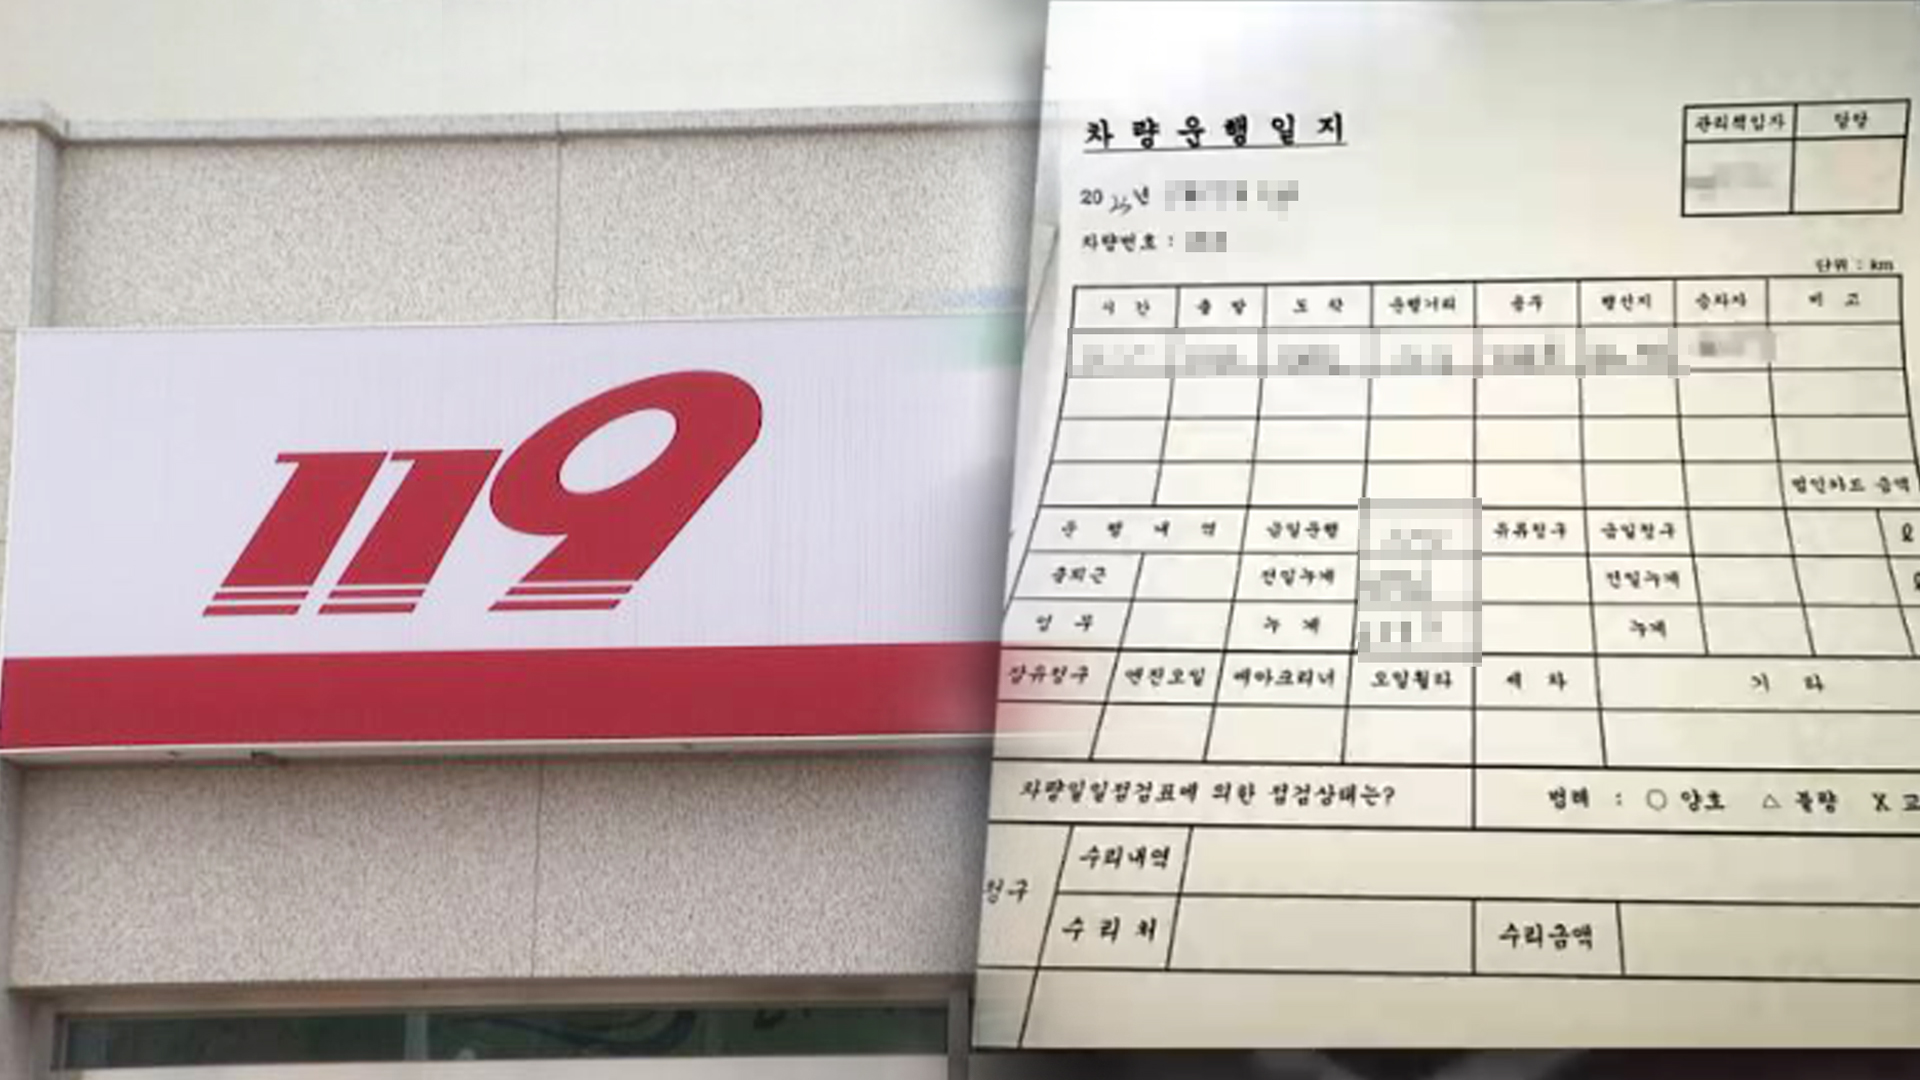 119
차 량 운 행 일 지
관리책임자 담당
20 년
차량번호 :
단위 : km
시 간 출 발 도 착 운행거리 용무 행선지 승차자 비 고
법인카드 금액
운 행 내 역 금일운행 유류청구 금일청구 ℓ
출퇴근 전일누계 전일누계 ℓ
업 무 누 계 누계
잡유청구 엔진오일 에아크리너 오일휠타 세 차 기 타
차량일일점검표에 의한 점검상태는? 범례 : ○ 양호 △ 불량 X 고
청구 수리내역
수 리 처 수리금액